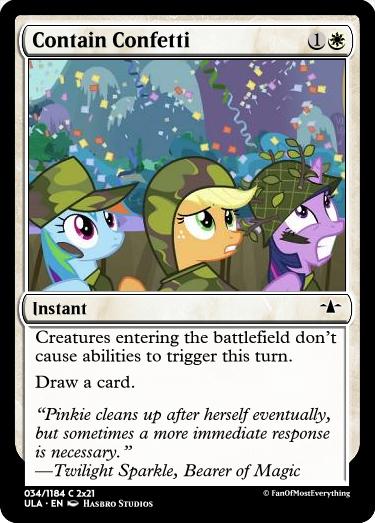 Contain Confetti 1
Instant
Creatures entering the battlefield don't
cause abilities to trigger this turn.
Draw a card.
“Pinkie cleans up after herself eventually,
but sometimes a more immediate response
is necessary.”
—Twilight Sparkle, Bearer of Magic
034/1184 C 2x21
ULA • EN Hasbro Studios
© FanOfMostEverything